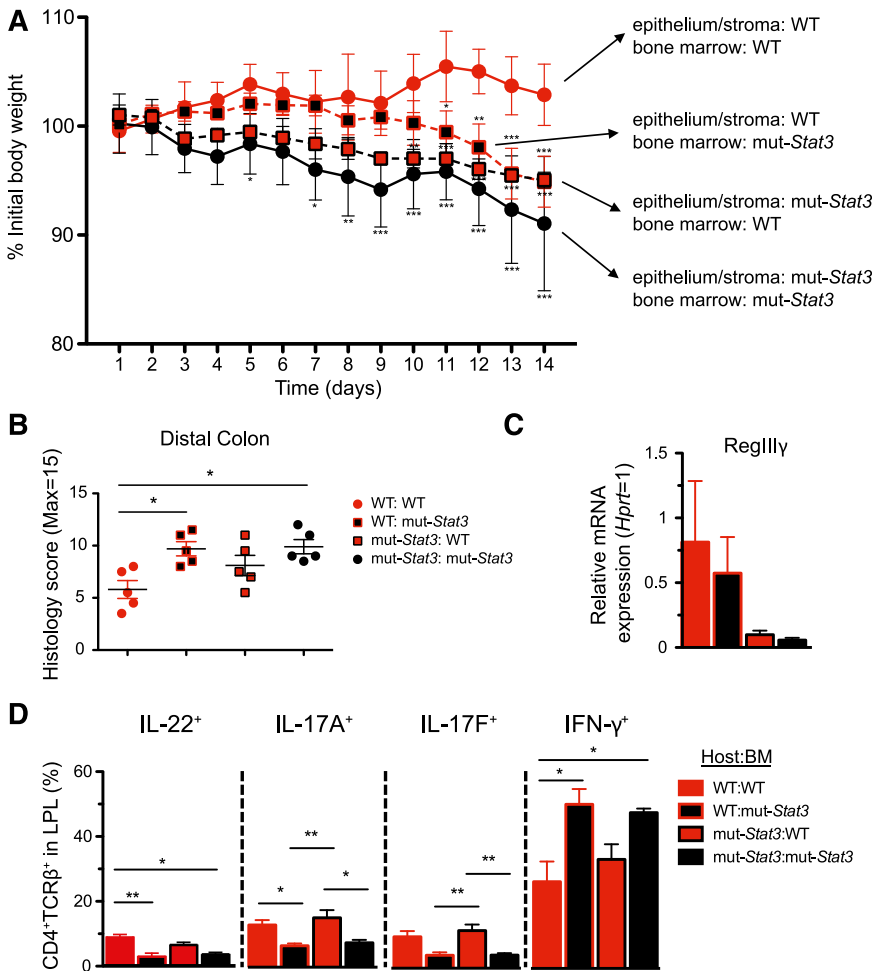 A
110
100
90
80
% Initial body weight
1 2 3 4 5 6 7 8 9 10 11 12 13 14
Time (days)
* * ** *** ** *** * *** *** ** *** *** *** *** *** *** ***
epithelium/stroma: WT
bone marrow: WT
epithelium/stroma: WT
bone marrow: mut-Stat3
epithelium/stroma: mut-Stat3
bone marrow: WT
epithelium/stroma: mut-Stat3
bone marrow: mut-Stat3
B
Distal Colon
Histology score (Max=15)
15
10
5
0
*
*
WT: WT
WT: mut-Stat3
mut-Stat3: WT
mut-Stat3: mut-Stat3
C
RegIIIγ
Relative mRNA
expression (Hprt=1)
1.5
1
0.5
0
D
IL-22⁺ IL-17A⁺ IL-17F⁺ IFN-γ⁺
CD4⁺TCRβ⁺ in LPL (%)
60
40
20
0
*
**
**
* *
**
**
*
*
Host:BM
WT:WT
WT:mut-Stat3
mut-Stat3:WT
mut-Stat3:mut-Stat3